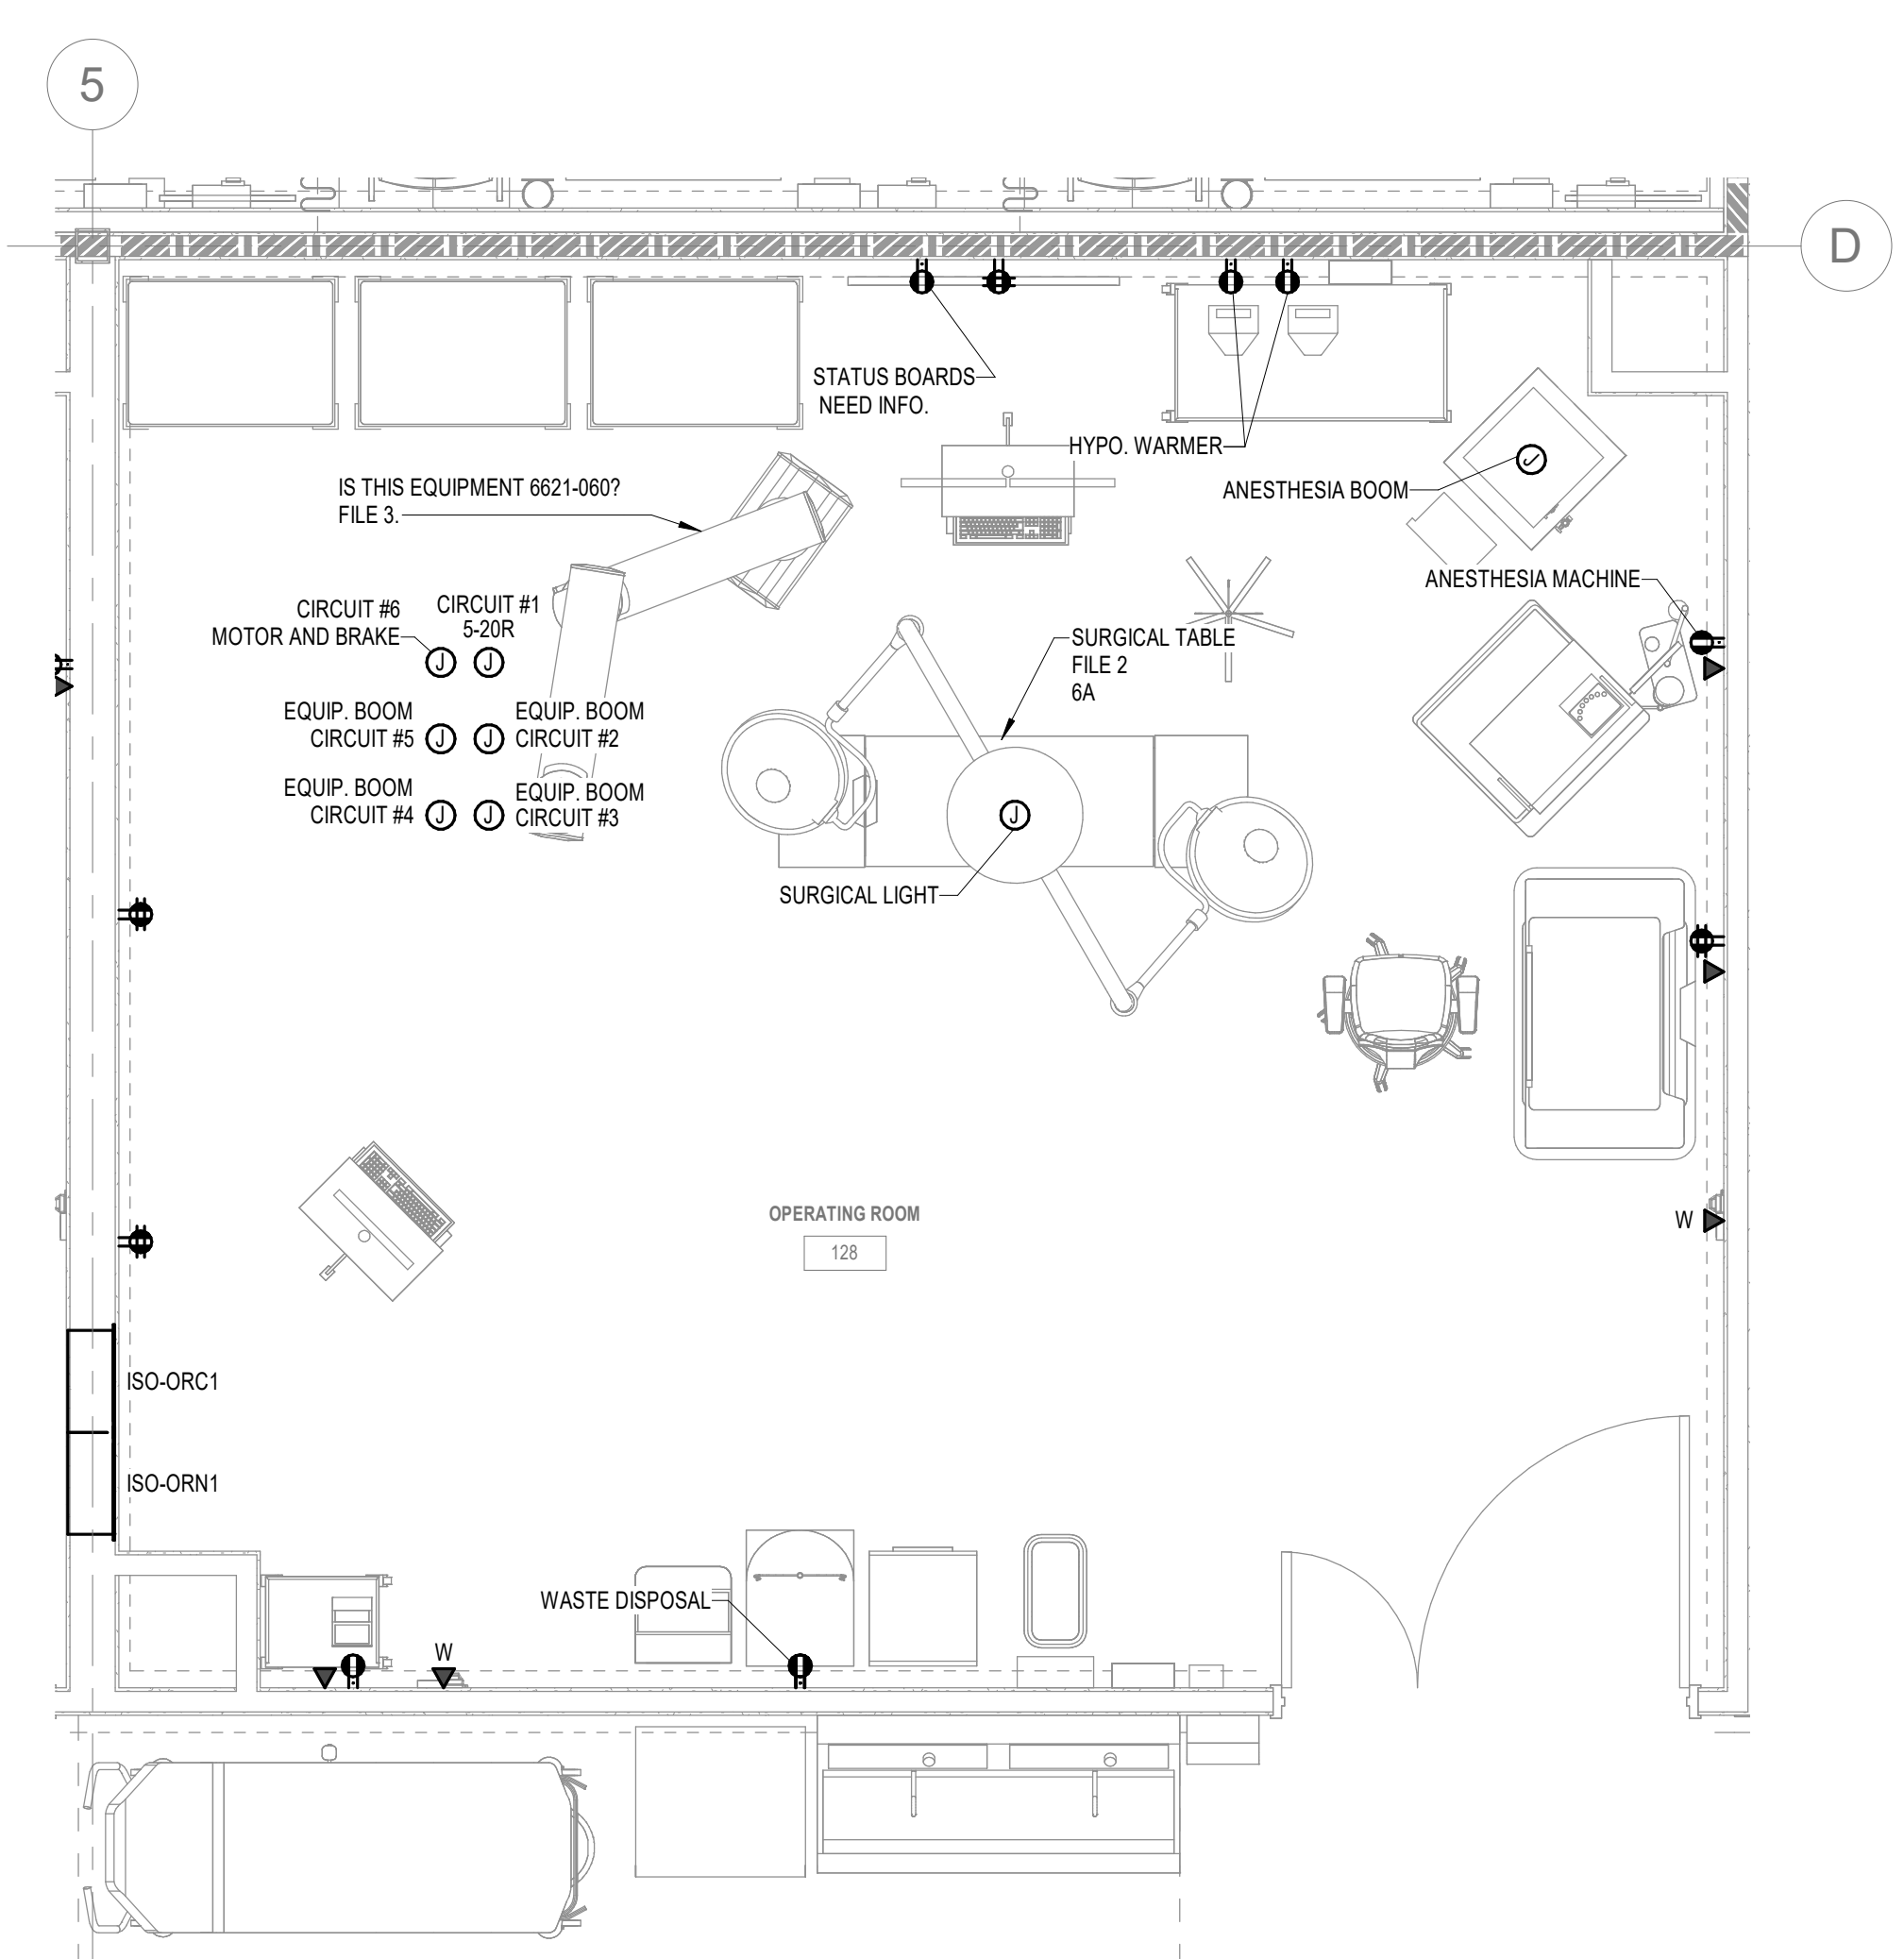 5
D
STATUS BOARDS
NEED INFO.
HYPO. WARMER
IS THIS EQUIPMENT 6621-060?
FILE 3.
ANESTHESIA BOOM
J
ANESTHESIA MACHINE
CIRCUIT #6
MOTOR AND BRAKE
J
CIRCUIT #1
5-20R
J
SURGICAL TABLE
FILE 2
6A
EQUIP. BOOM
CIRCUIT #5
J
J
EQUIP. BOOM
CIRCUIT #2
EQUIP. BOOM
CIRCUIT #4
J
J
EQUIP. BOOM
CIRCUIT #3
J
SURGICAL LIGHT
OPERATING ROOM
128
W
ISO-ORC1
ISO-ORN1
WASTE DISPOSAL
W